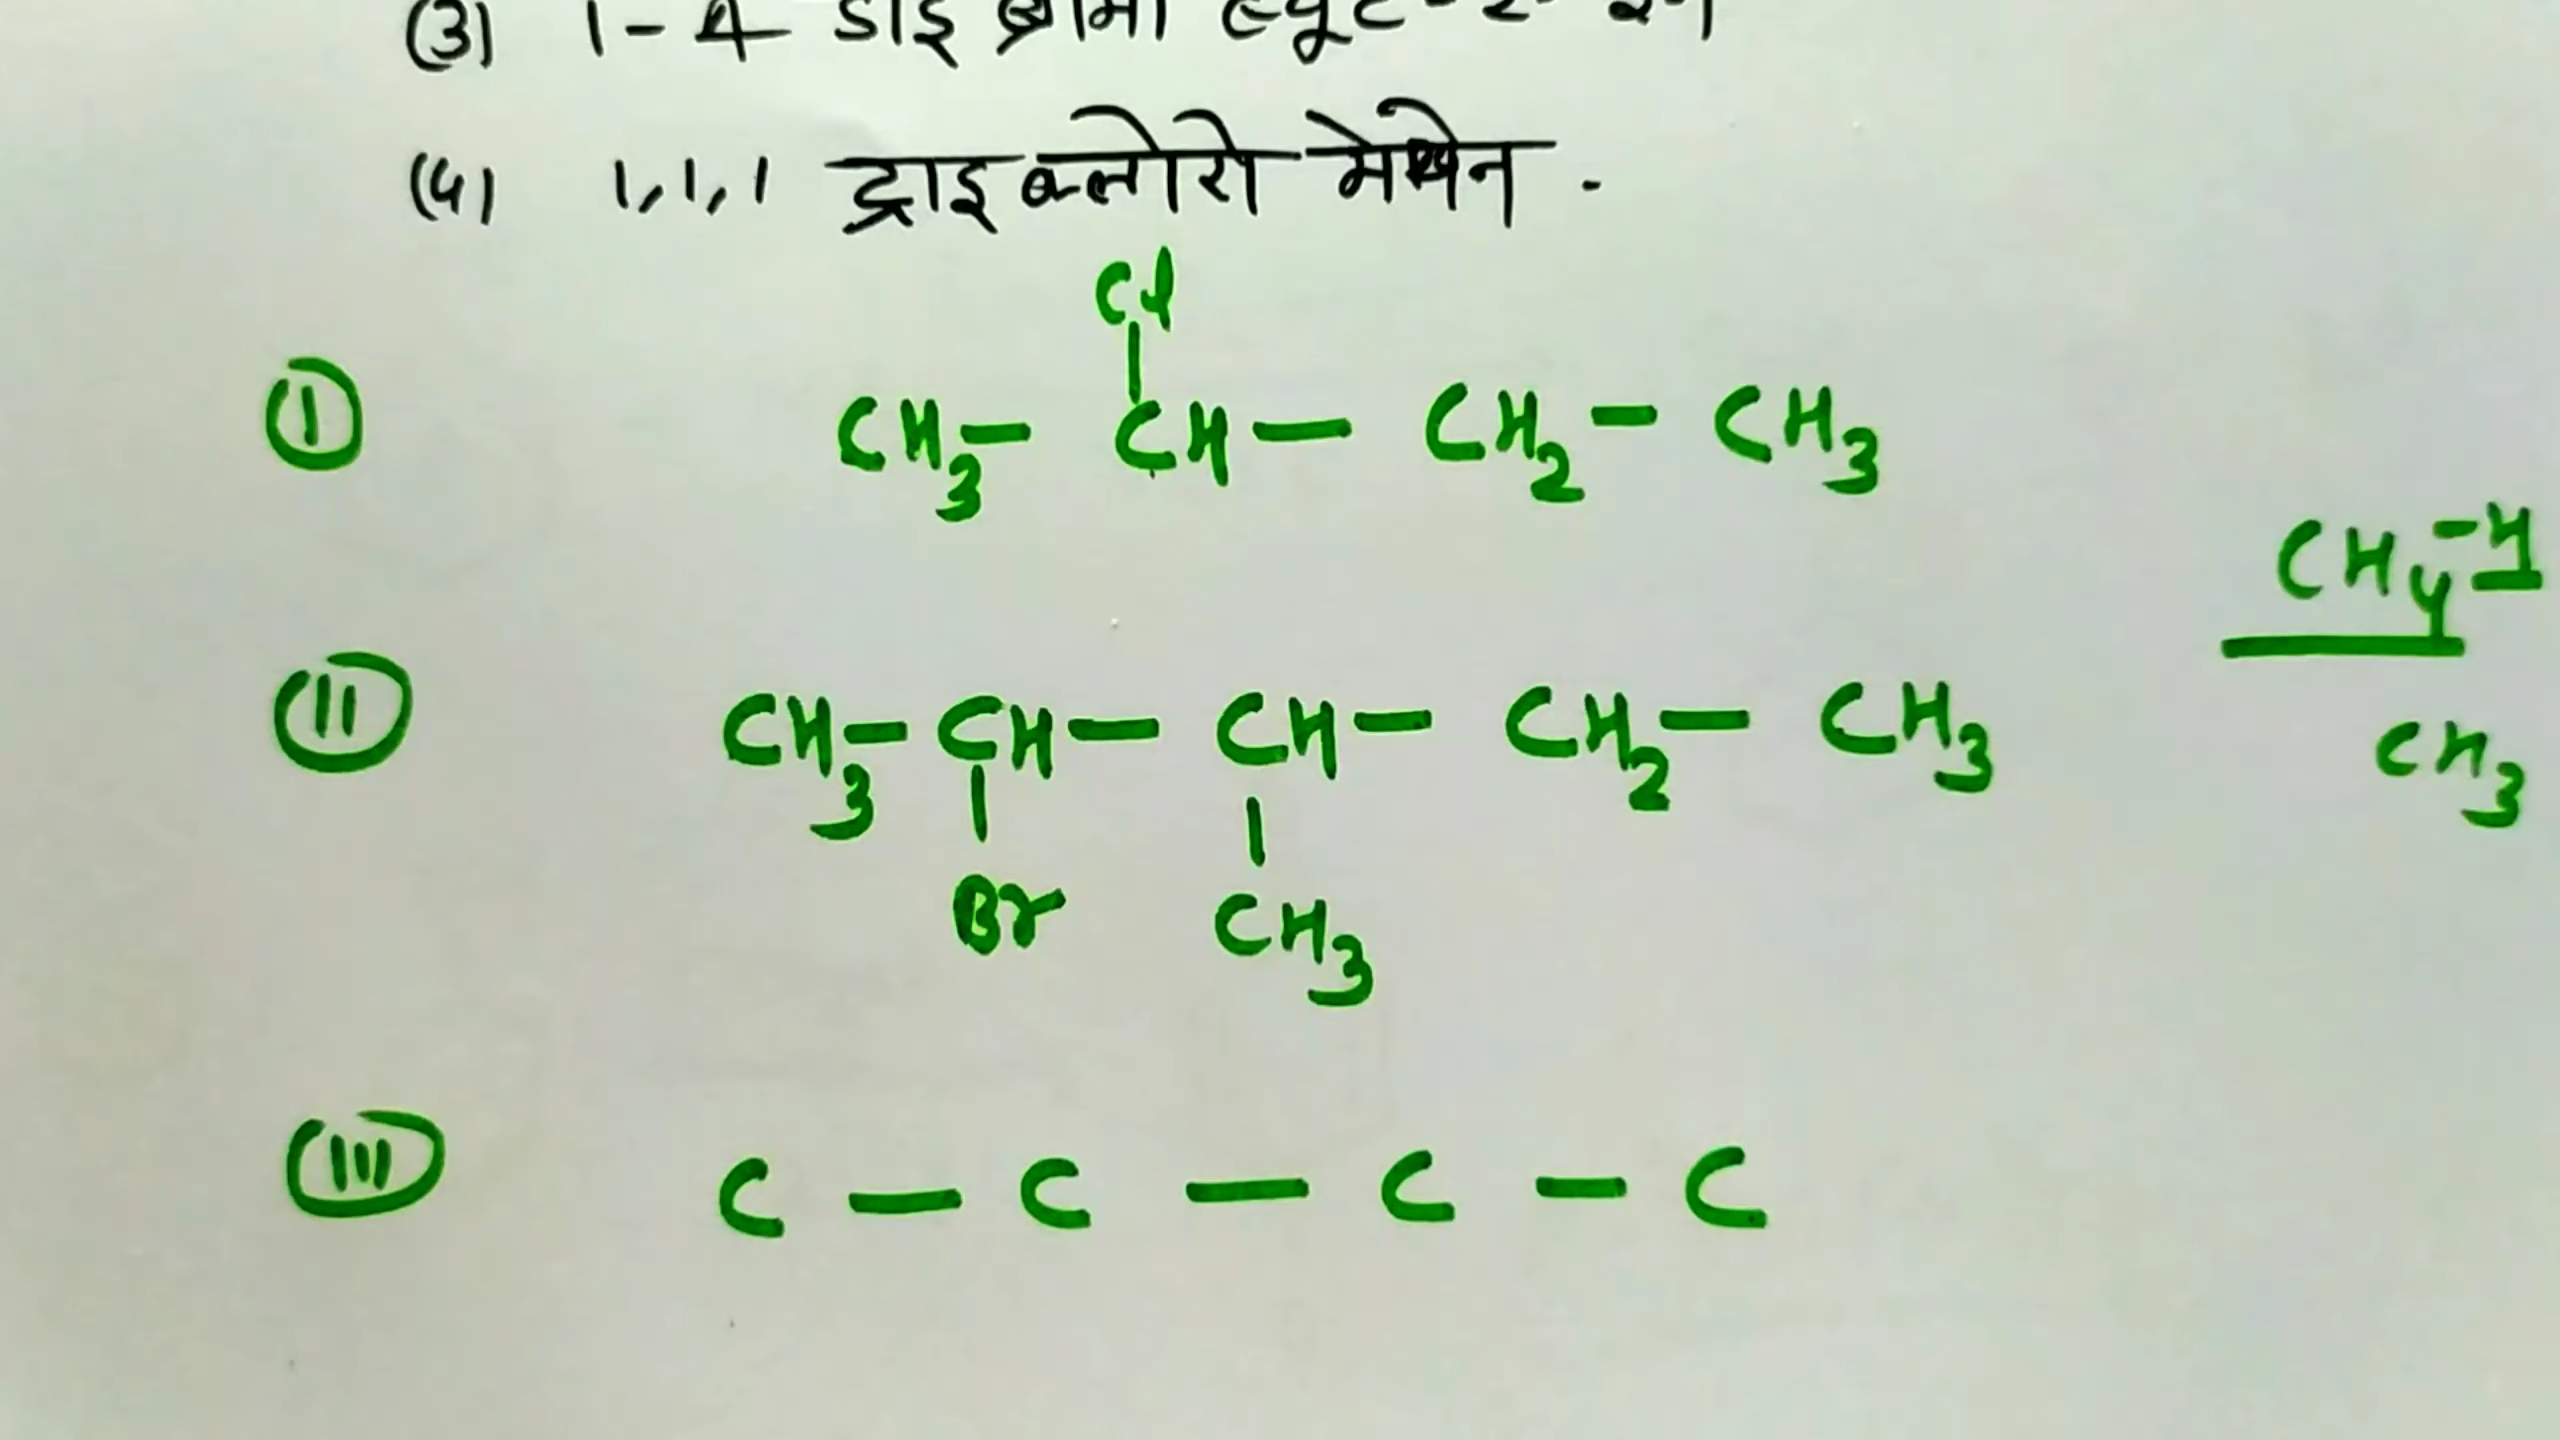 (3) 1-4 डाइ ब्रोमो ब्यूट-2-
(4) 1,1,1 ट्राइ क्लोरो मेथेन .
Cl
|
(I) CH3- CH - CH2 - CH3
CH4-H
(II) CH3- CH - CH - CH2 - CH3
CH3
| |
Br CH3
(III) C - C - C - C